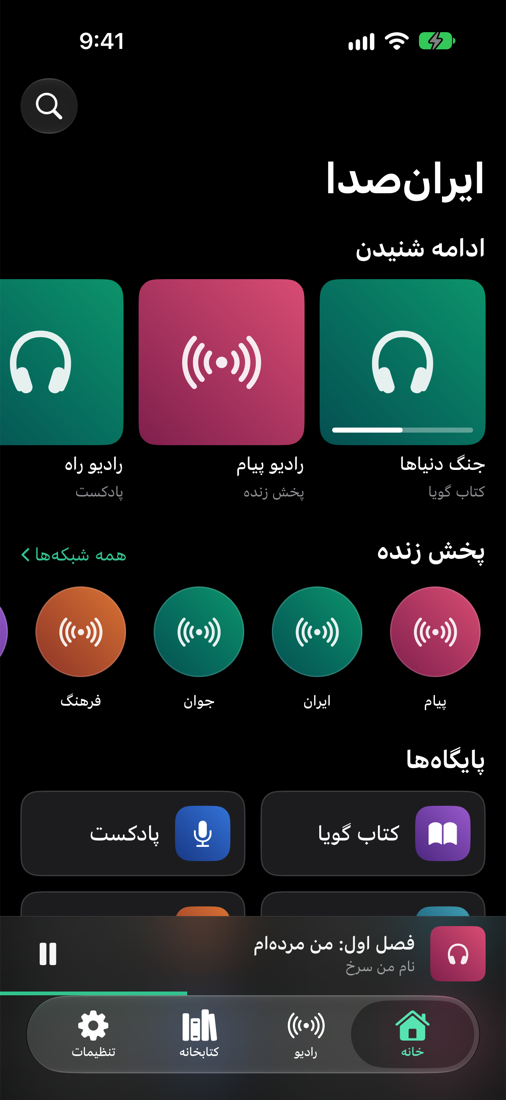 9:41
ایران‌صدا
ادامه شنیدن
جنگ دنیاها
کتاب گویا
رادیو پیام
پخش زنده
رادیو راه
پادکست
پخش زنده
همه شبکه‌ها
پیام
ایران
جوان
فرهنگ
پایگاه‌ها
کتاب گویا
پادکست
فصل اول: من مرده‌ام
نام من سرخ
خانه
رادیو
کتابخانه
تنظیمات